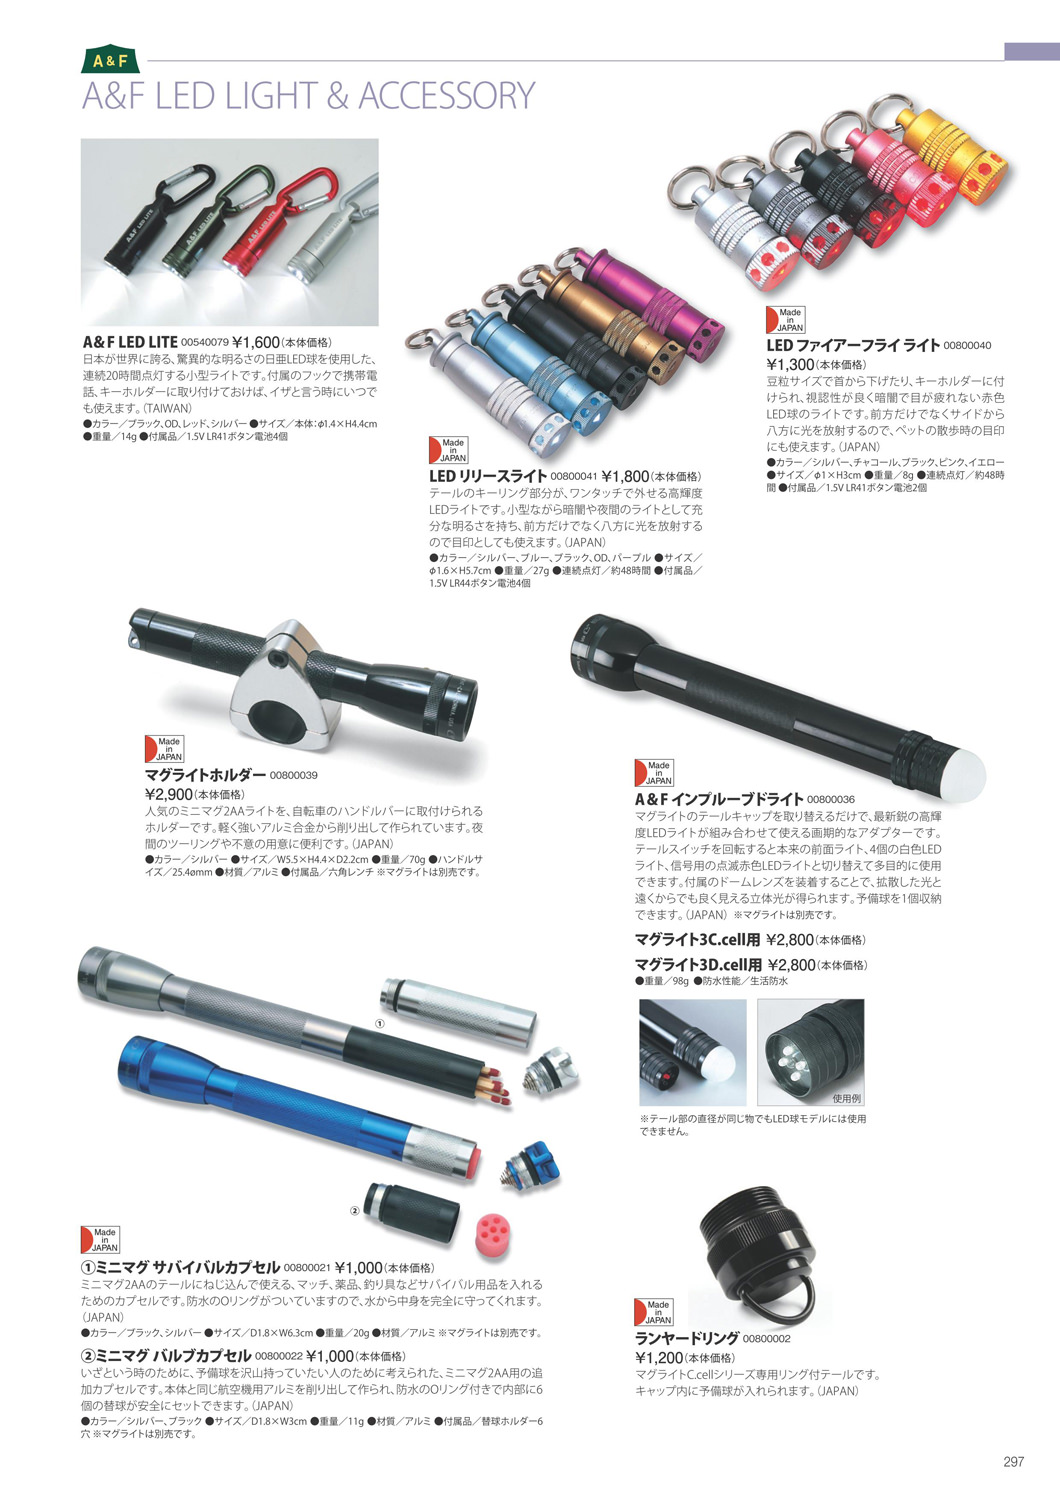 A&F
A&F LED LIGHT & ACCESSORY
A&F LED LITE 00540079 ¥1,600(本体価格)
日本が世界に誇る、驚異的な明るさの日亜LED球を使用した、
連続20時間点灯する小型ライトです。付属のフックで携帯電
話、キーホルダーに取り付けておけば、イザと言う時にいつで
も使えます。(TAIWAN)
●カラー／ブラック、OD、レッド、シルバー ●サイズ／本体:φ1.4×H4.4cm
●重量／14g ●付属品／1.5V LR41ボタン電池4個
Made
in
JAPAN
LED リリースライト 00800041 ¥1,800(本体価格)
テールのキーリング部分が、ワンタッチで外せる高輝度
LEDライトです。小型ながら暗闇や夜間のライトとして充
分な明るさを持ち、前方だけでなく八方に光を放射する
ので目印としても使えます。(JAPAN)
●カラー／シルバー、ブルー、ブラック、OD、パープル ●サイズ／
φ1.6×H5.7cm ●重量／27g ●連続点灯／約48時間 ●付属品／
1.5V LR44ボタン電池4個
Made
in
JAPAN
LED ファイアーフライ ライト 00800040
¥1,300(本体価格)
豆粒サイズで首から下げたり、キーホルダーに付
けられ、視認性が良く暗闇で目が疲れない赤色
LED球のライトです。前方だけでなくサイドから
八方に光を放射するので、ペットの散歩時の目印
にも使えます。(JAPAN)
●カラー／シルバー、チャコール、ブラック、ピンク、イエロー
●サイズ／φ1×H3cm ●重量／8g ●連続点灯／約48時
間 ●付属品／1.5V LR41ボタン電池2個
Made
in
JAPAN
マグライトホルダー 00800039
¥2,900(本体価格)
人気のミニマグ2AAライトを、自転車のハンドルバーに取付けられる
ホルダーです。軽く強いアルミ合金から削り出して作られています。夜
間のツーリングや不意の用意に便利です。(JAPAN)
●カラー／シルバー ●サイズ／W5.5×H4.4×D2.2cm ●重量／70g ●ハンドルサ
イズ／25.4ømm ●材質／アルミ ●付属品／六角レンチ ※マグライトは別売です。
Made
in
JAPAN
A&F インプルーブドライト 00800036
マグライトのテールキャップを取り替えるだけで、最新鋭の高輝
度LEDライトが組み合わせて使える画期的なアダプターです。
テールスイッチを回転すると本来の前面ライト、4個の白色LED
ライト、信号用の点滅赤色LEDライトと切り替えて多目的に使用
できます。付属のドームレンズを装着することで、拡散した光と
遠くからでも良く見える立体光が得られます。予備球を1個収納
できます。(JAPAN) ※マグライトは別売です。
マグライト3C.cell用 ¥2,800(本体価格)
マグライト3D.cell用 ¥2,800(本体価格)
●重量／98g ●防水性能／生活防水
使用例
※テール部の直径が同じ物でもLED球モデルには使用
できません。
①
②
Made
in
JAPAN
①ミニマグ サバイバルカプセル 00800021 ¥1,000(本体価格)
ミニマグ2AAのテールにねじ込んで使える、マッチ、薬品、釣り具などサバイバル用品を入れる
ためのカプセルです。防水のOリングがついていますので、水から中身を完全に守ってくれます。
(JAPAN)
●カラー／ブラック、シルバー ●サイズ／D1.8×W6.3cm ●重量／20g ●材質／アルミ ※マグライトは別売です。
②ミニマグ バルブカプセル 00800022 ¥1,000(本体価格)
いざという時のために、予備球を沢山持っていたい人のために考えられた、ミニマグ2AA用の追
加カプセルです。本体と同じ航空機用アルミを削り出して作られ、防水のOリング付きで内部に6
個の替球が安全にセットできます。(JAPAN)
●カラー／シルバー、ブラック ●サイズ／D1.8×W3cm ●重量／11g ●材質／アルミ ●付属品／替球ホルダー6
穴 ※マグライトは別売です。
Made
in
JAPAN
ランヤードリング 00800002
¥1,200(本体価格)
マグライトC.cellシリーズ専用リング付テールです。
キャップ内に予備球が入れられます。(JAPAN)
297